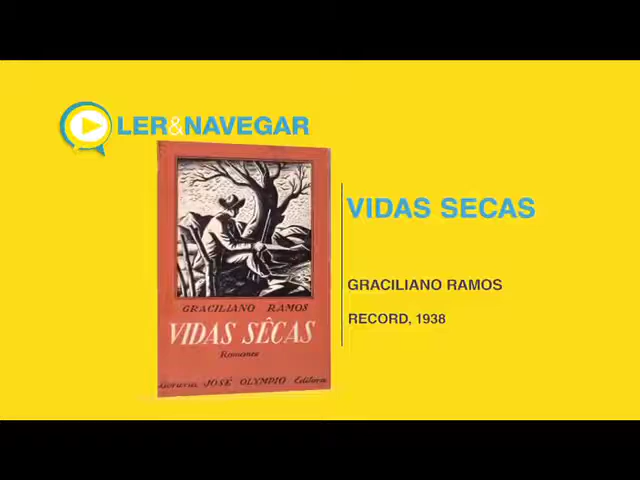 LER&NAVEGAR
GRACILIANO RAMOS
VIDAS SÊCAS
Romance
Livraria JOSÉ OLYMPIO Editora
VIDAS SECAS
GRACILIANO RAMOS
RECORD, 1938